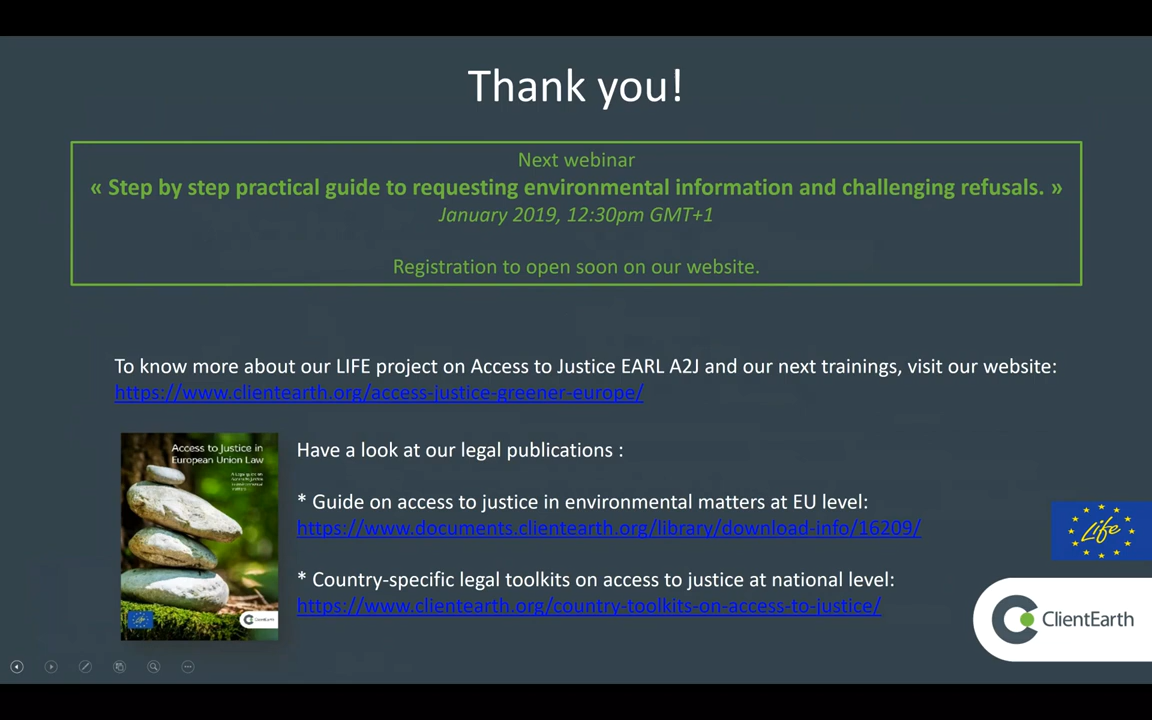 Thank you!
Next webinar
« Step by step practical guide to requesting environmental information and challenging refusals. »
January 2019, 12:30pm GMT+1
Registration to open soon on our website.
To know more about our LIFE project on Access to Justice EARL A2J and our next trainings, visit our website:
https://www.clientearth.org/access-justice-greener-europe/
Access to Justice in
European Union Law
Have a look at our legal publications :
* Guide on access to justice in environmental matters at EU level:
https://www.documents.clientearth.org/library/download-info/16209/
* Country-specific legal toolkits on access to justice at national level:
https://www.clientearth.org/country-toolkits-on-access-to-justice/
Life
ClientEarth
ClientEarth